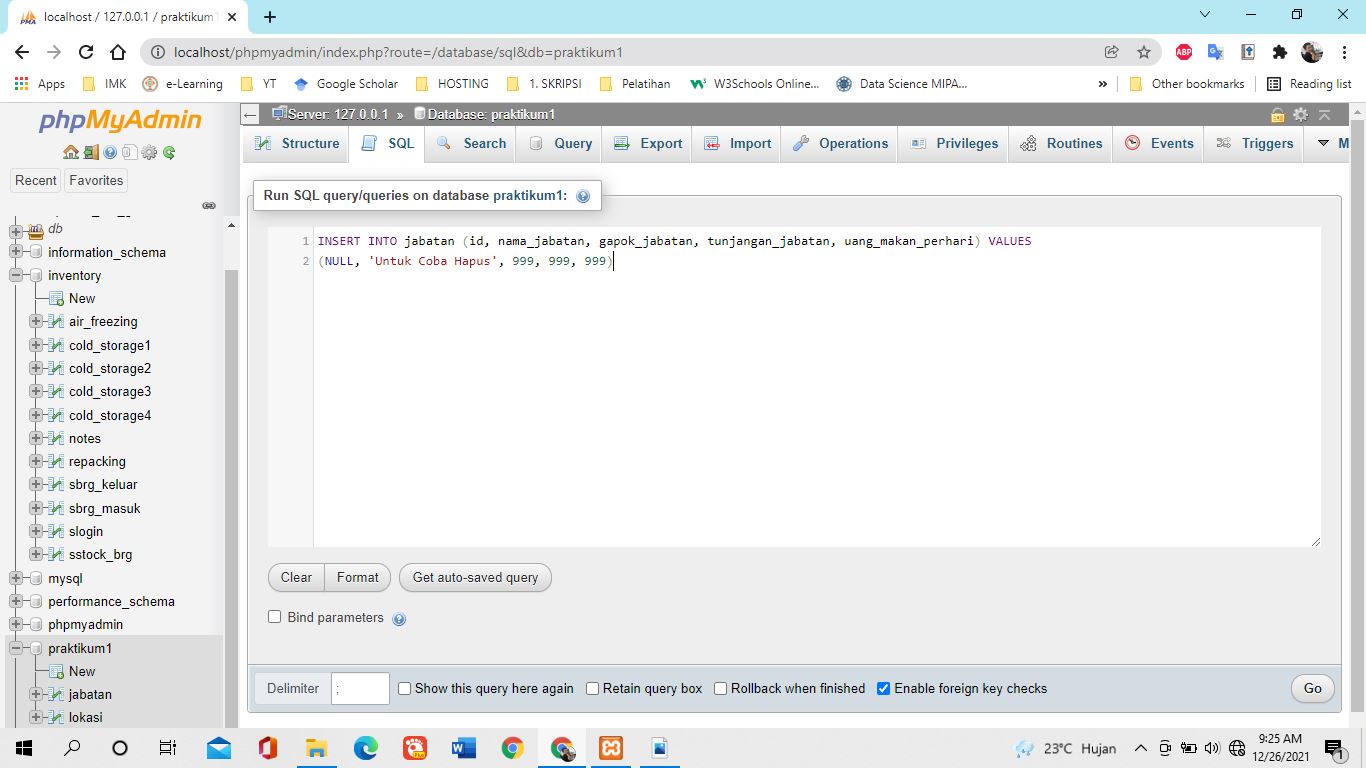 localhost / 127.0.0.1 / praktikum1
localhost/phpmyadmin/index.php?route=/database/sql&db=praktikum1
ABP
Apps
IMK
e-Learning
YT
Google Scholar
HOSTING
1. SKRIPSI
Pelatihan
W3Schools Online...
Data Science MIPA...
»
Other bookmarks
Reading list
phpMyAdmin
Recent
Favorites
db
information_schema
inventory
New
air_freezing
cold_storage1
cold_storage2
cold_storage3
cold_storage4
notes
repacking
sbrg_keluar
sbrg_masuk
slogin
sstock_brg
mysql
performance_schema
phpmyadmin
praktikum1
New
jabatan
lokasi
Server: 127.0.0.1 » Database: praktikum1
Structure
SQL
Search
Query
Export
Import
Operations
Privileges
Routines
Events
Triggers
M
Run SQL query/queries on database praktikum1:
1 INSERT INTO jabatan (id, nama_jabatan, gapok_jabatan, tunjangan_jabatan, uang_makan_perhari) VALUES
2 (NULL, 'Untuk Coba Hapus', 999, 999, 999)
Clear
Format
Get auto-saved query
Bind parameters
Delimiter
;
Show this query here again
Retain query box
Rollback when finished
Enable foreign key checks
Go
23°C Hujan
9:25 AM
12/26/2021
1